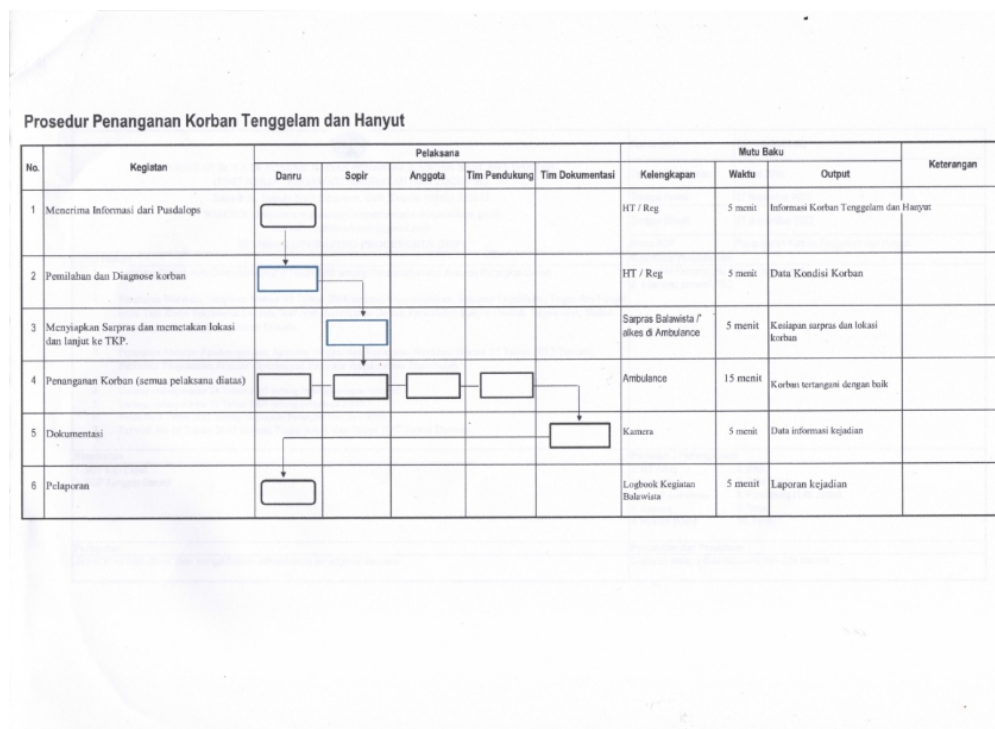 Prosedur Penanganan Korban Tenggelam dan Hanyut
No. Kegiatan Pelaksana Mutu Baku Keterangan
Danru Sopir Anggota Tim Pendukung Tim Dokumentasi Kelengkapan Waktu Output
1 Menerima Informasi dari Pusdalops HT / Reg 5 menit Informasi Korban Tenggelam dan Hanyut
2 Pemilahan dan Diagnose korban HT / Reg 5 menit Data Kondisi Korban
3 Menyiapkan Sarpras dan memetakan lokasi
dan lanjut ke TKP.
Sarpras Balawista /
alkes di Ambulance
5 menit
Kesiapan sarpras dan lokasi
korban
4 Penanganan Korban (semua pelaksana diatas) Ambulance 15 menit Korban tertangani dengan baik
5 Dokumentasi Kamera 5 menit Data informasi kejadian
6 Pelaporan
Logbook Kegiatan
Balawista
5 menit Laporan kejadian